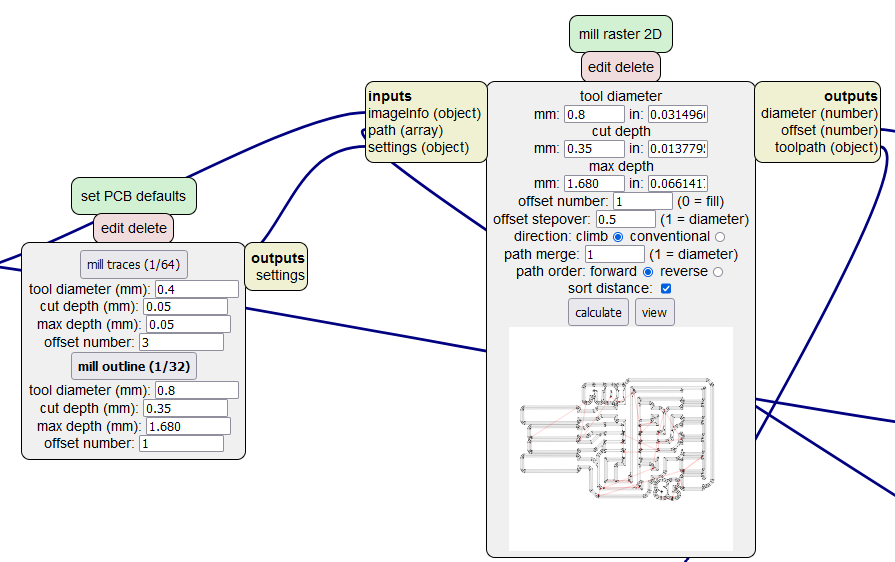 mill raster 2D
edit delete
inputs
imageInfo (object)
path (array)
settings (object)
tool diameter
mm: 0.8 in: 0.031496
cut depth
mm: 0.35 in: 0.013779
max depth
mm: 1.680 in: 0.066141
offset number: 1 (0 = fill)
offset stepover: 0.5 (1 = diameter)
direction: climb conventional
path merge: 1 (1 = diameter)
path order: forward reverse
sort distance:
calculate view
outputs
diameter (number)
offset (number)
toolpath (object)
set PCB defaults
edit delete
mill traces (1/64)
tool diameter (mm): 0.4
cut depth (mm): 0.05
max depth (mm): 0.05
offset number: 3
mill outline (1/32)
tool diameter (mm): 0.8
cut depth (mm): 0.35
max depth (mm): 1.680
offset number: 1
outputs
settings